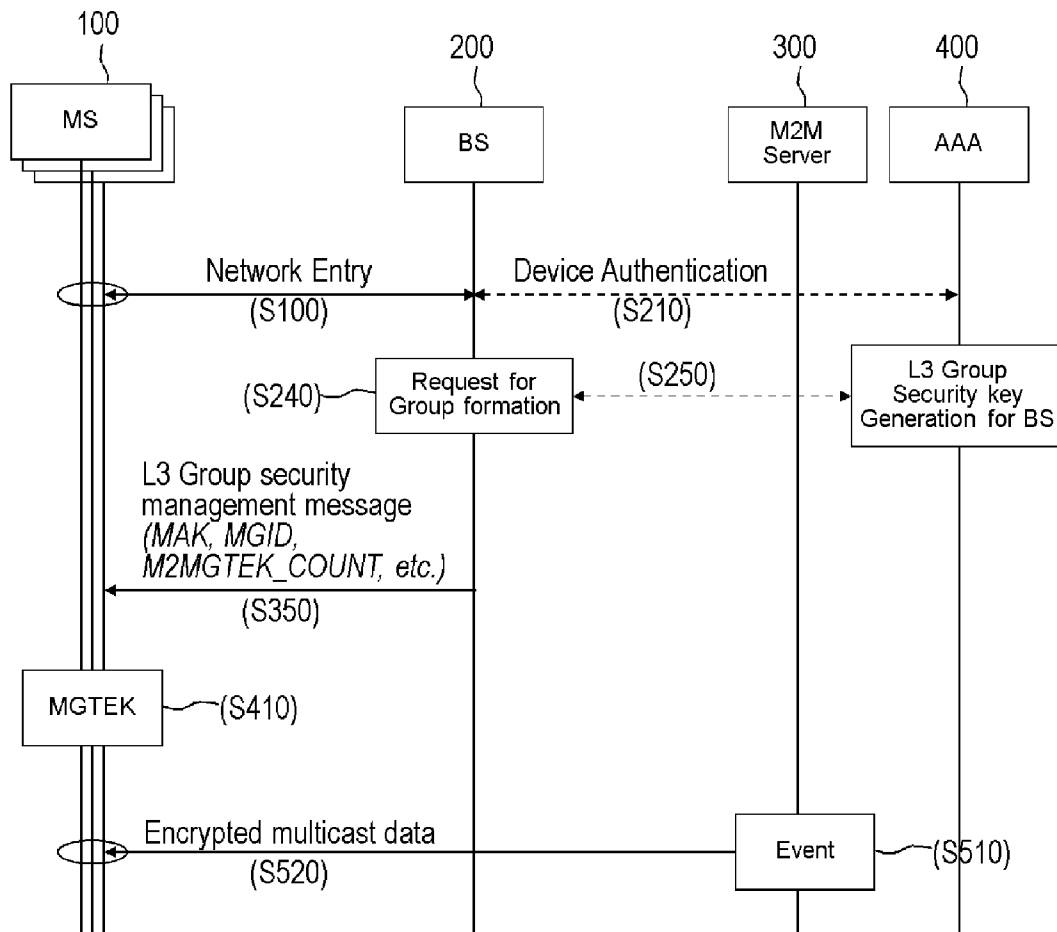 100
200
300
400
MS
BS
M2M
Server
AAA
Network Entry
(S100)
Device Authentication
(S210)
(S240)
Request for
Group formation
(S250)
L3 Group
Security key
Generation for BS
L3 Group security
management message
(MAK, MGID,
M2MGTEK_COUNT, etc.)
(S350)
MGTEK
(S410)
Encrypted multicast data
(S520)
Event
(S510)